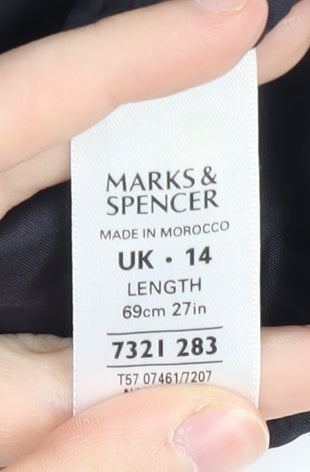 MARKS &
SPENCER
MADE IN MOROCCO
UK • 14
LENGTH
69cm 27in
7321 283
T57 07461/7207